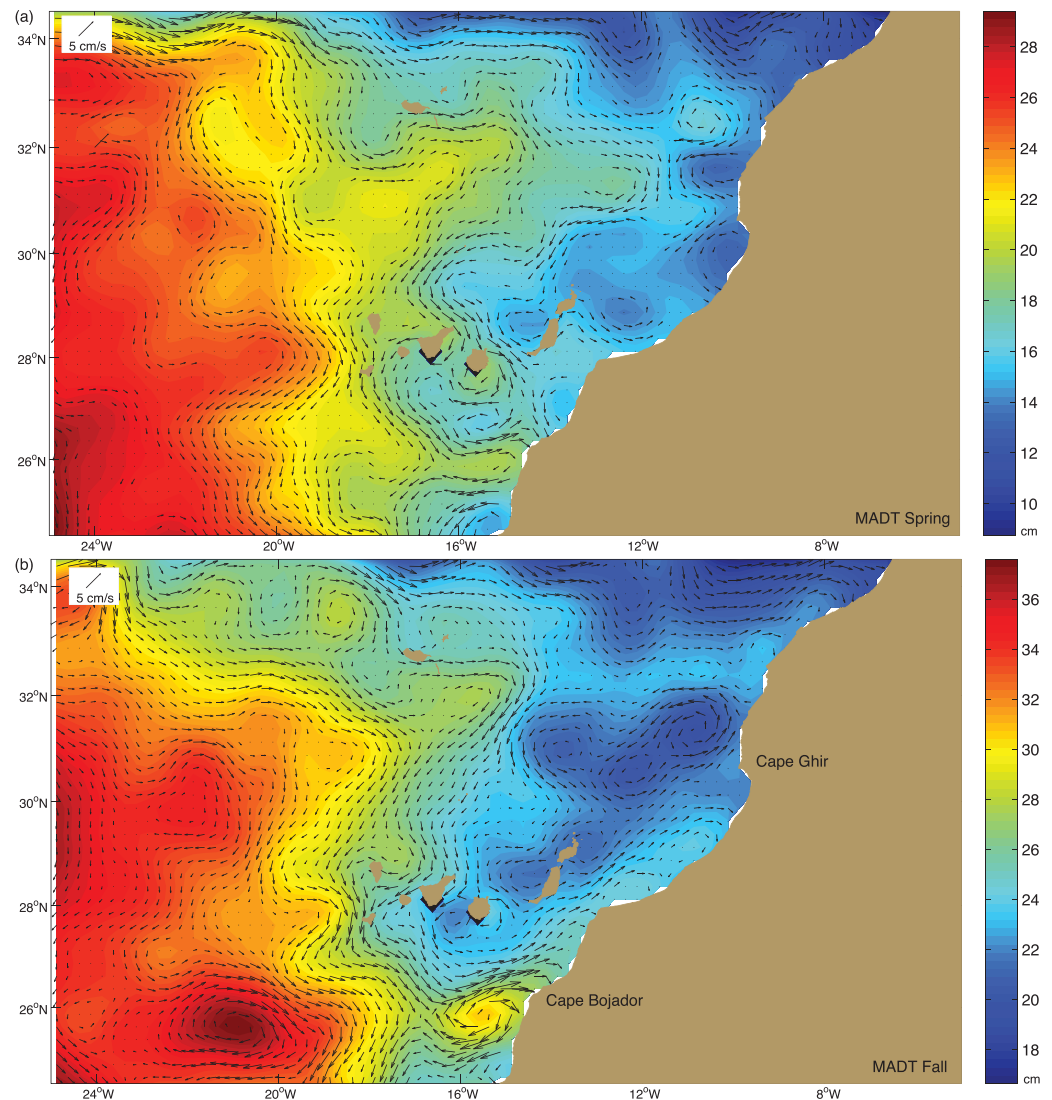 (a)
5 cm/s
34°N
32°N
30°N
28°N
26°N
24°W 20°W 16°W 12°W 8°W
MADT Spring
28
26
24
22
20
18
16
14
12
10
cm
(b)
5 cm/s
34°N
32°N
30°N
28°N
26°N
24°W 20°W 16°W 12°W 8°W
Cape Ghir
Cape Bojador
MADT Fall
36
34
32
30
28
26
24
22
20
18
cm